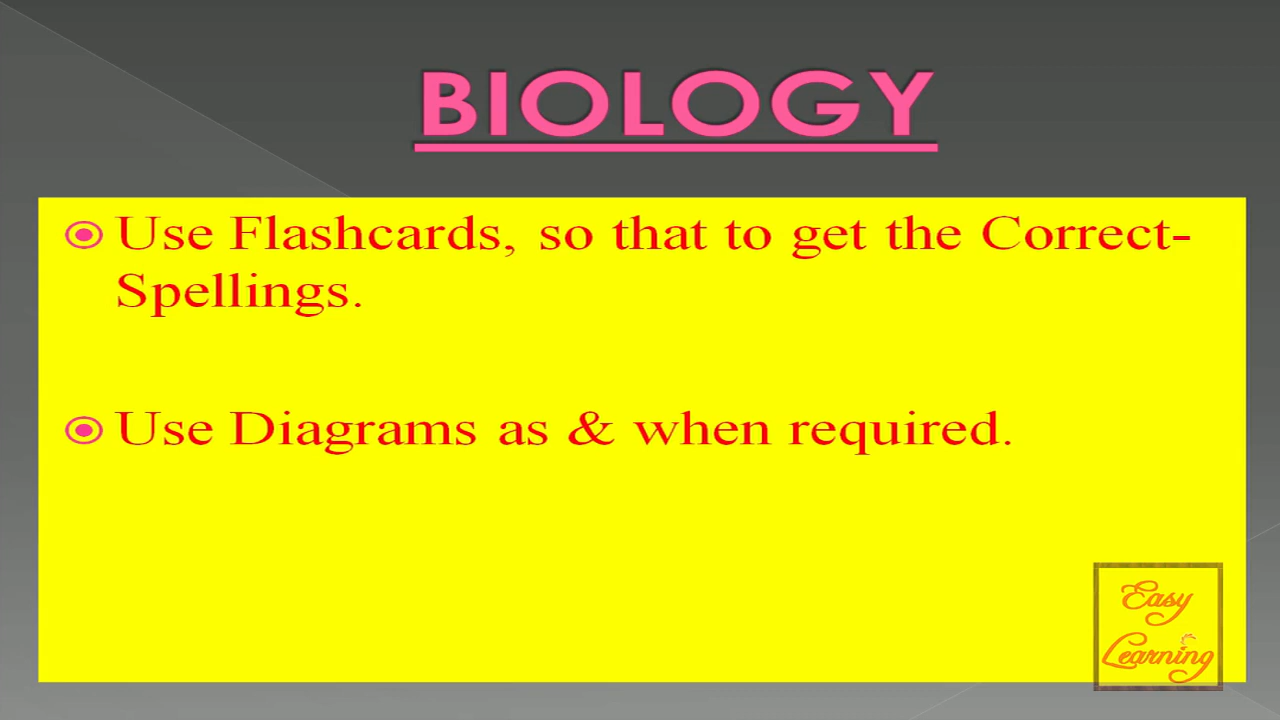 BIOLOGY
Use Flashcards, so that to get the Correct-
Spellings.
Use Diagrams as & when required.
Easy
Learning